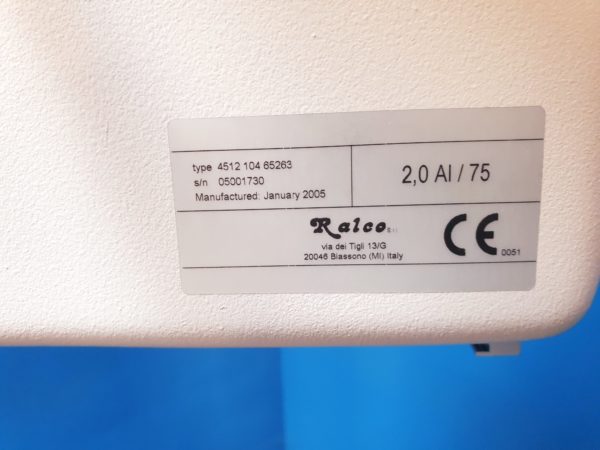 type 4512 104 65263
s/n 05001730
Manufactured: January 2005
2,0 Al / 75
Ralco S.r.l.
via dei Tigli 13/G
20046 Biassono (MI) Italy
CE 0051